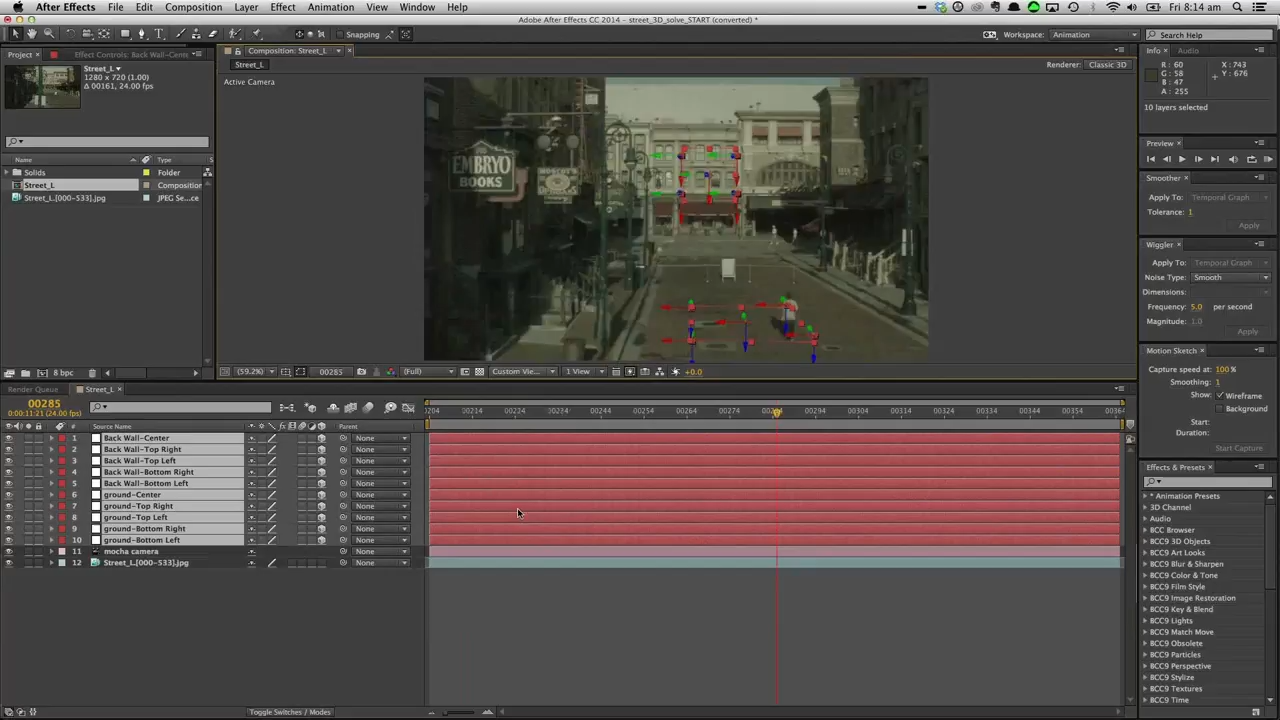 After Effects File Edit Composition Layer Effect Animation View Window Help Fri 8:14 am
Adobe After Effects CC 2014 - street_3D_solve_START (converted) *
Snapping Workspace: Animation Search Help
Project Effect Controls: Back Wall-Cent Composition: Street_L Info Audio
Street_L
1280 x 720 (1.00)
Δ 00161, 24.00 fps
Street_L Renderer: Classic 3D
Active Camera
R: 60
G: 58
B: 47
A: 255
X: 743
Y: 676
10 layers selected
Name Type S
Solids Folder
Street_L Composition
Street_L.[000-533].jpg JPEG Se...ce
EMBRYO
BOOKS
Preview
Smoother
Apply To: Temporal Graph
Tolerance: 1
Apply
Wiggler
Apply To: Temporal Graph
Noise Type: Smooth
Dimensions:
Frequency: 5.0 per second
Magnitude: 1.0
Apply
Motion Sketch
Capture speed at: 100 %
Smoothing: 1
Show: Wireframe
Background
Start:
Duration:
Start Capture
8 bpc (59.2%) 00285 (Full) Custom Vie... 1 View +0.0
Render Queue Street_L
00285
0:00:11:21 (24.00 fps)
00214 00224 00234 00244 00254 00264 00274 00294 00304 00314 00324 00334 00344 00354
# Source Name Parent
1 Back Wall-Center None
2 Back Wall-Top Right None
3 Back Wall-Top Left None
4 Back Wall-Bottom Right None
5 Back Wall-Bottom Left None
6 ground-Center None
7 ground-Top Right None
8 ground-Top Left None
9 ground-Bottom Right None
10 ground-Bottom Left None
11 mocha camera None
12 Street_L.[000-533].jpg None
Effects & Presets
* Animation Presets
3D Channel
Audio
BCC Browser
BCC9 3D Objects
BCC9 Art Looks
BCC9 Blur & Sharpen
BCC9 Color & Tone
BCC9 Film Style
BCC9 Image Restoration
BCC9 Key & Blend
BCC9 Lights
BCC9 Match Move
BCC9 Particles
BCC9 Perspective
BCC9 Stylize
BCC9 Textures
BCC9 Time
Toggle Switches / Modes